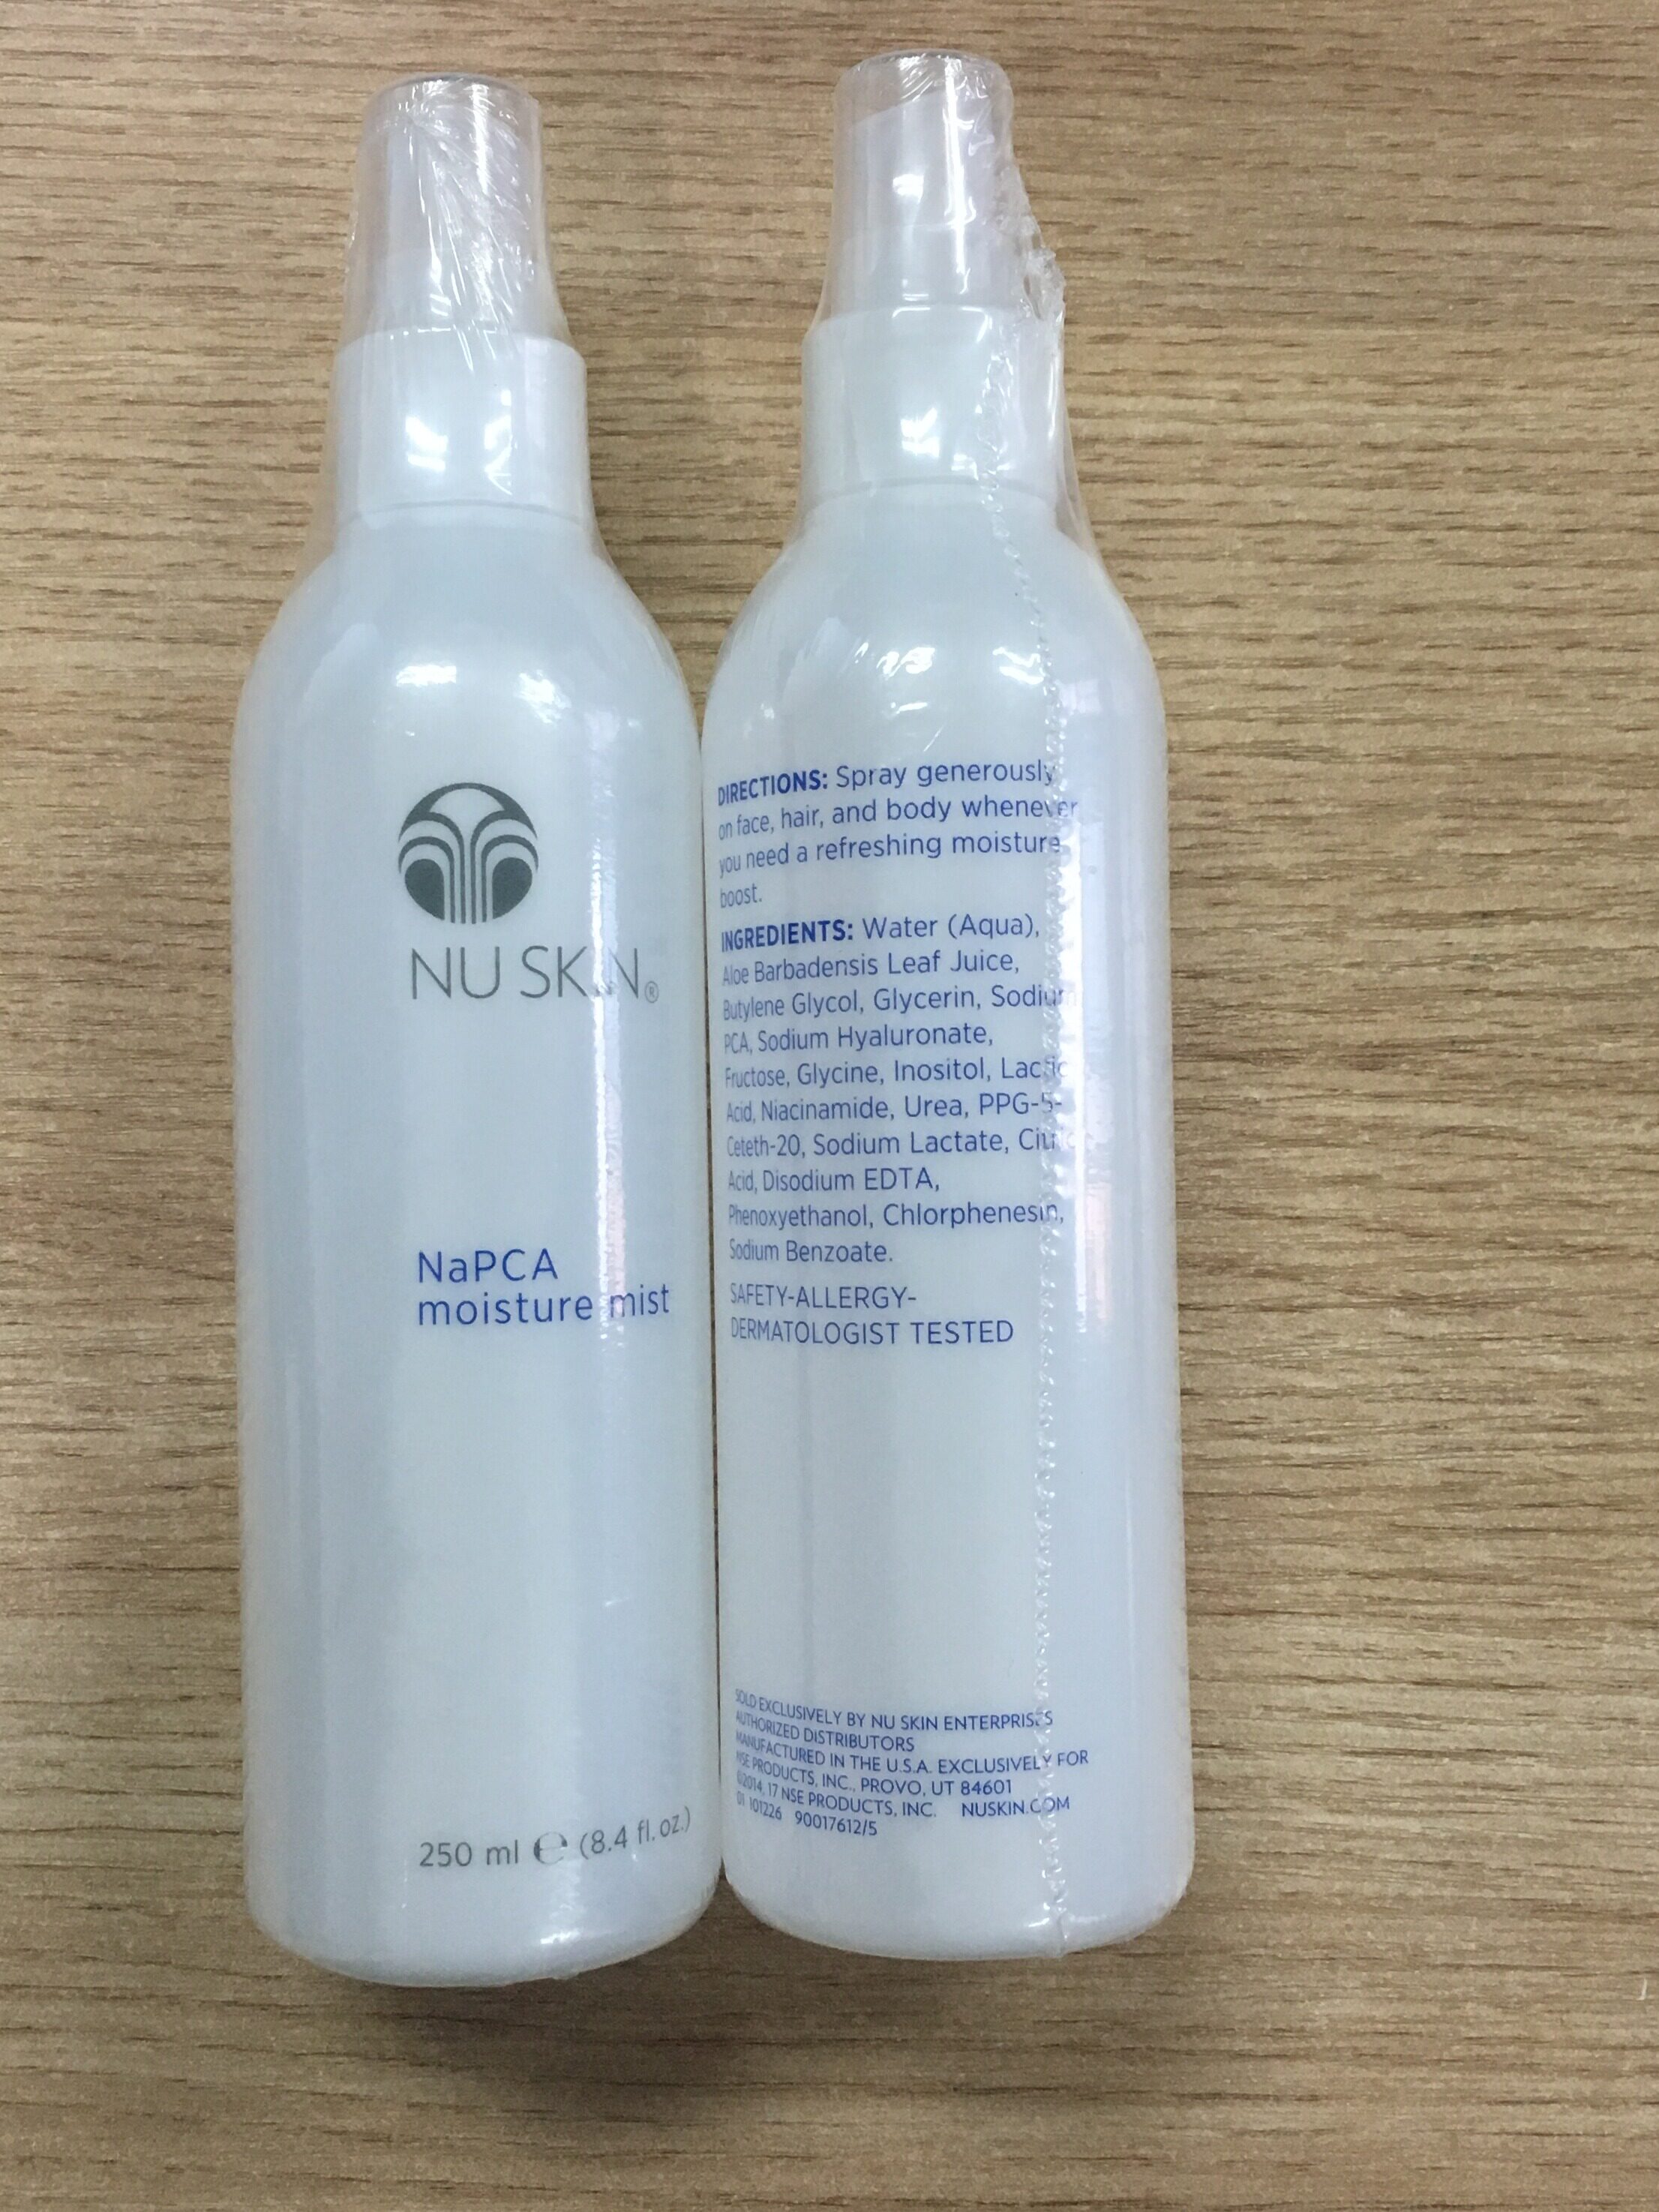 NU SKIN®
NaPCA
moisture mist
250 ml ℮ (8.4 fl. oz.)
DIRECTIONS: Spray generously
on face, hair, and body whenever
you need a refreshing moisture
boost.
INGREDIENTS: Water (Aqua),
Aloe Barbadensis Leaf Juice,
Butylene Glycol, Glycerin, Sodium
PCA, Sodium Hyaluronate,
Fructose, Glycine, Inositol, Lactic
Acid, Niacinamide, Urea, PPG-5-
Ceteth-20, Sodium Lactate, Citric
Acid, Disodium EDTA,
Phenoxyethanol, Chlorphenesin,
Sodium Benzoate.
SAFETY-ALLERGY-
DERMATOLOGIST TESTED
SOLD EXCLUSIVELY BY NU SKIN ENTERPRISES
AUTHORIZED DISTRIBUTORS
MANUFACTURED IN THE U.S.A. EXCLUSIVELY FOR
NSE PRODUCTS, INC., PROVO, UT 84601
©2014, 17 NSE PRODUCTS, INC. NUSKIN.COM
01 101226 90017612/5